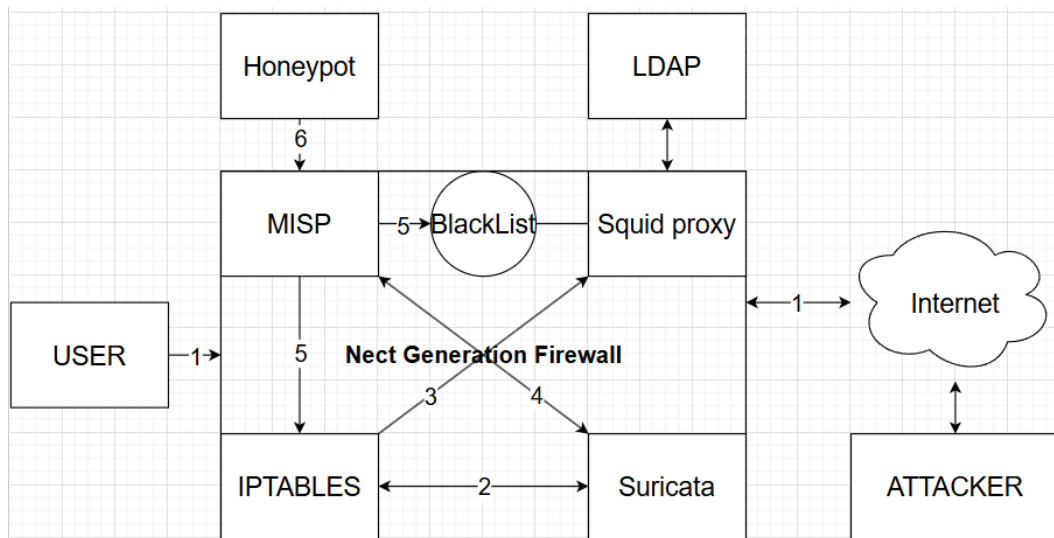 Honeypot
LDAP
6
MISP
5
BlackList
Squid proxy
USER
1
5
Nect Generation Firewall
1
Internet
3
4
IPTABLES
2
Suricata
ATTACKER